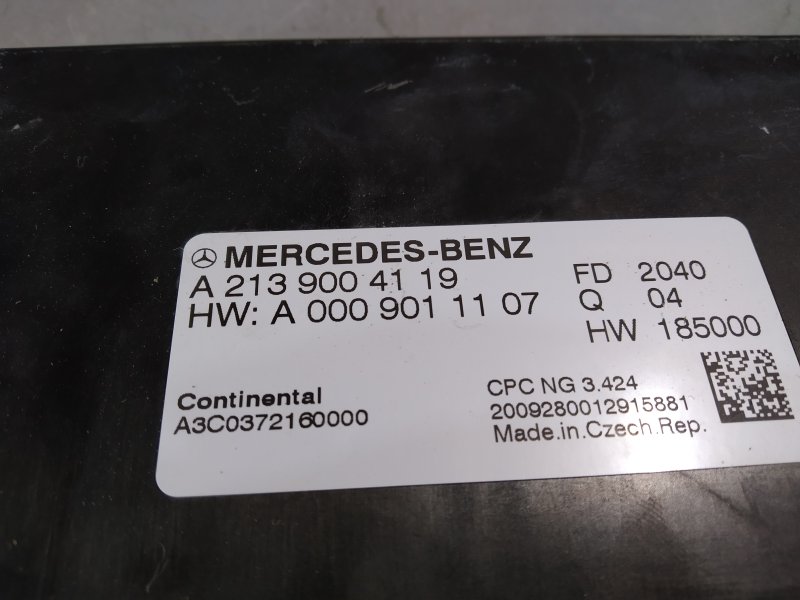 MERCEDES-BENZ
A 213 900 41 19
HW: A 000 901 11 07
FD 2040
Q 04
HW 185000
Continental
A3C0372160000
CPC NG 3.424
2009280012915881
Made.in.Czech.Rep.